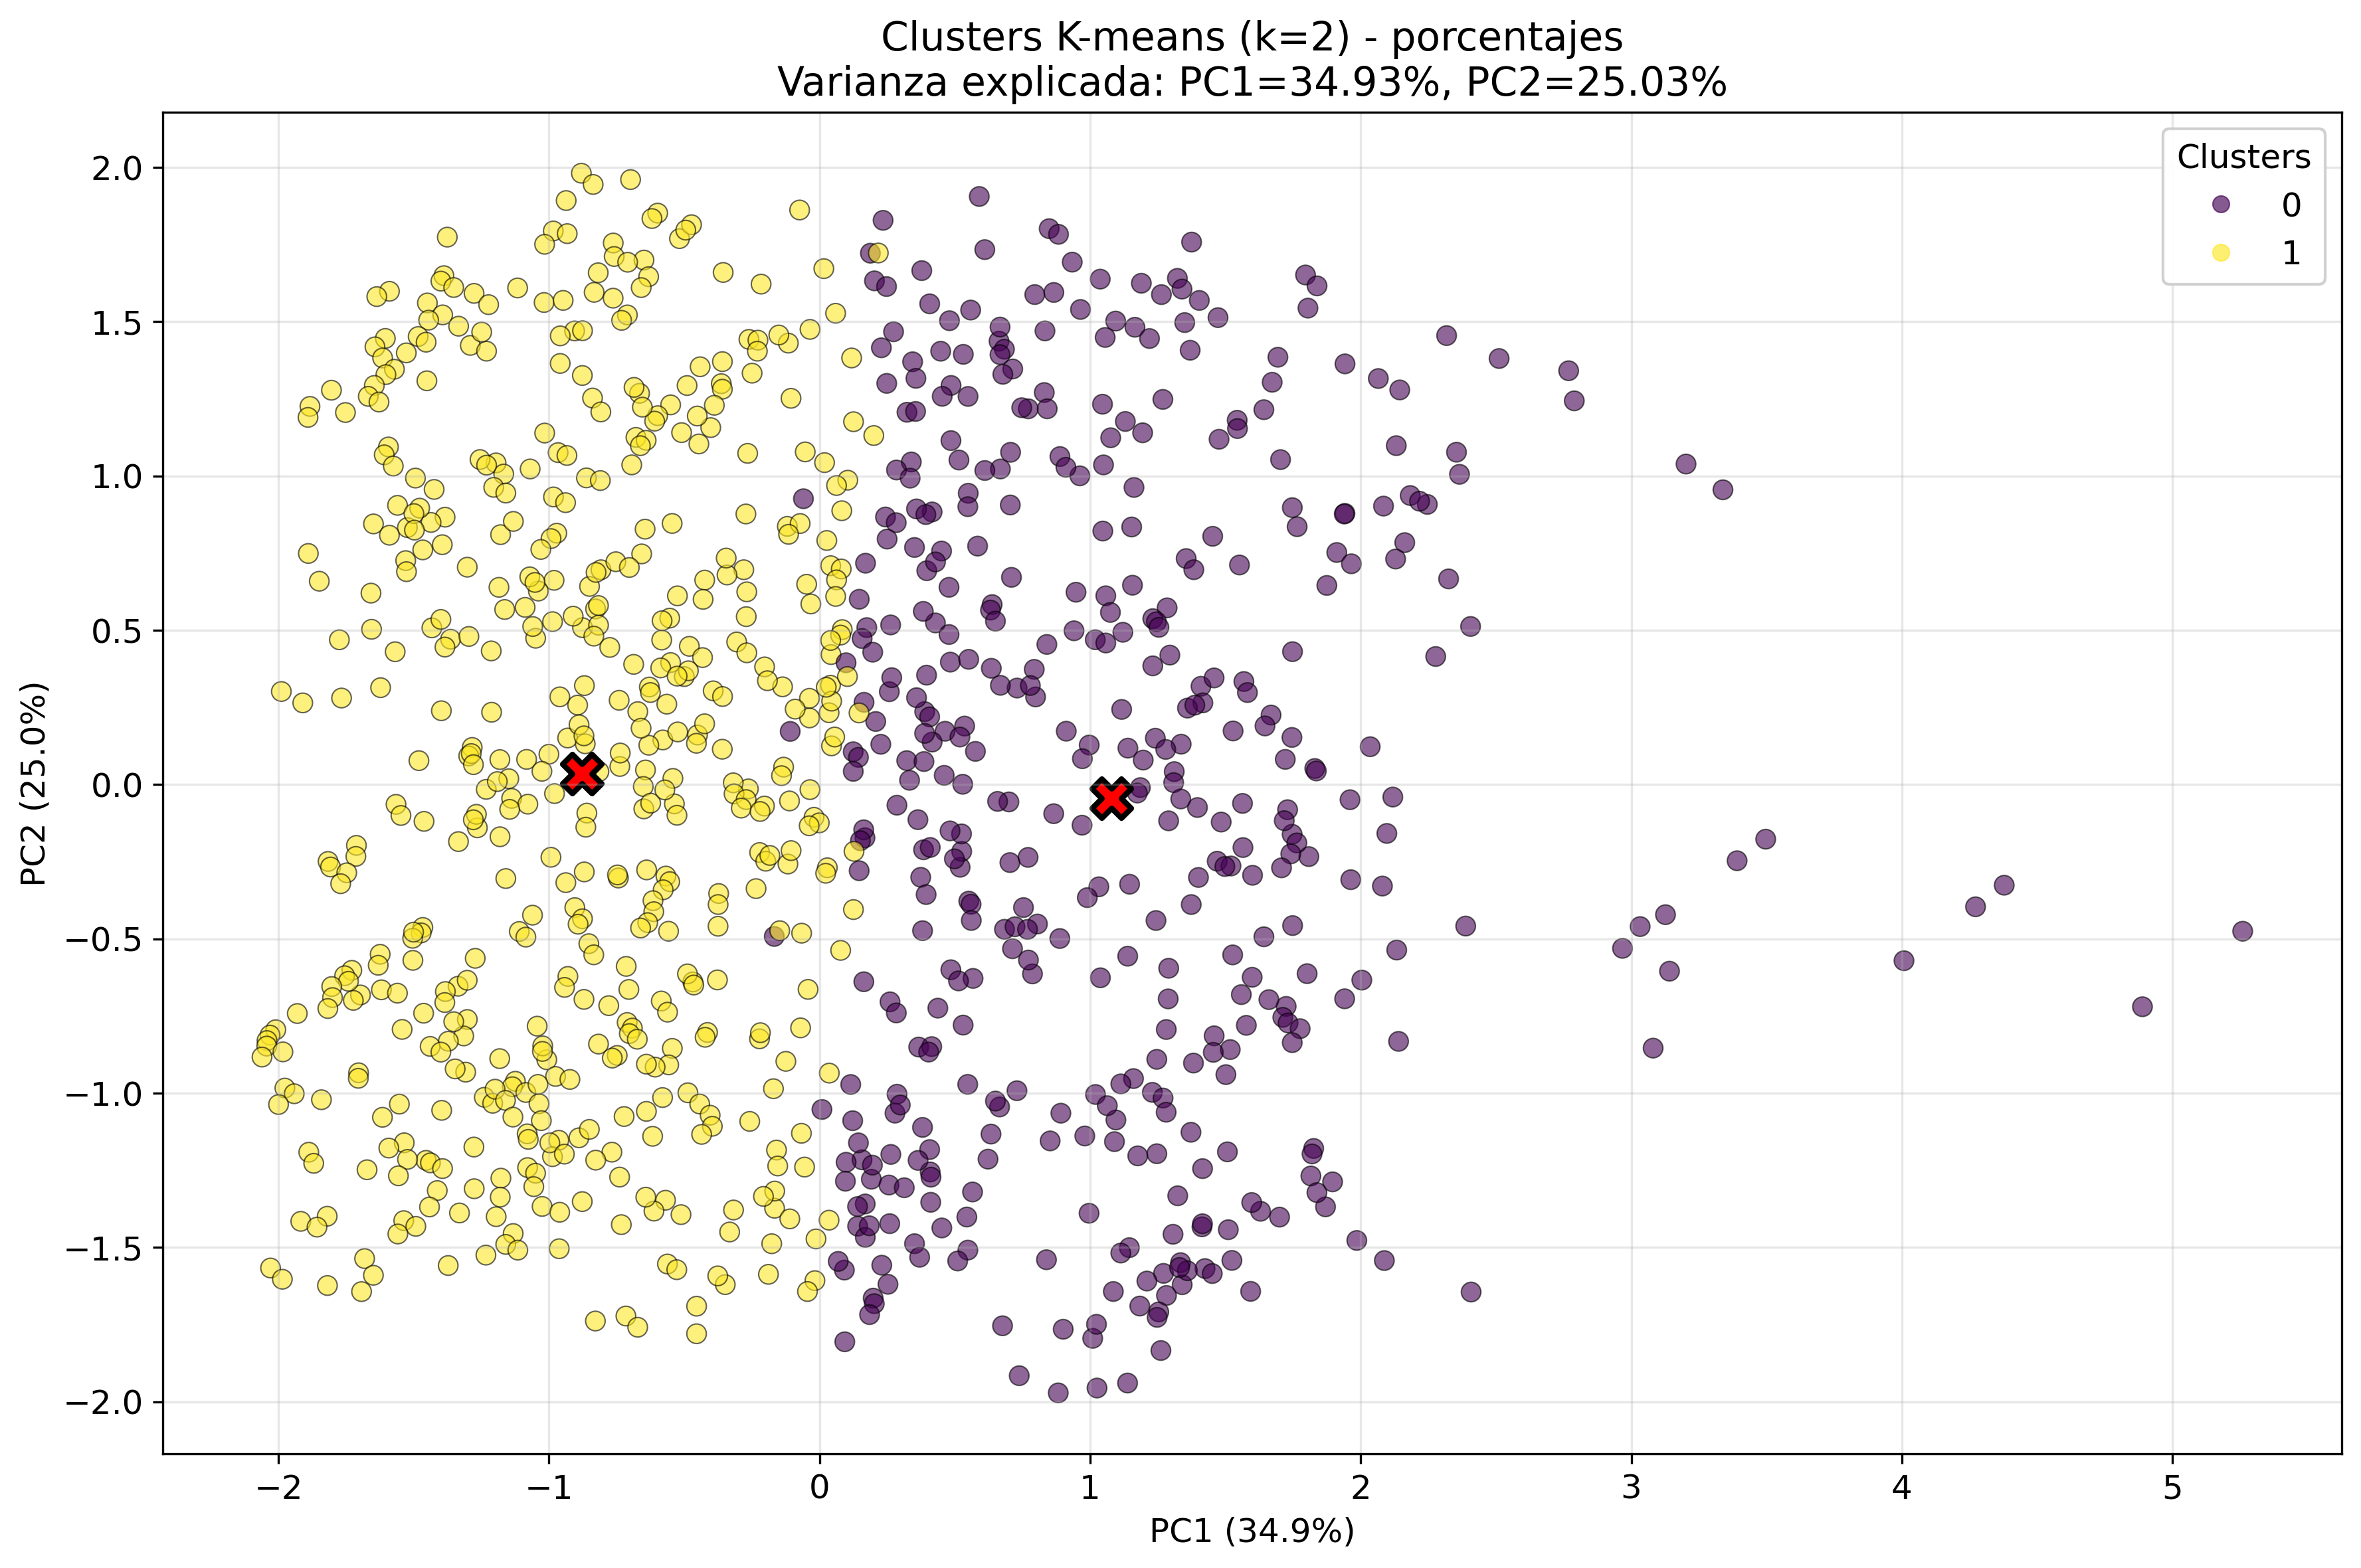 Clusters K-means (k=2) - porcentajes
Varianza explicada: PC1=34.93%, PC2=25.03%
Clusters
0
1
2.0
1.5
1.0
0.5
0.0
−0.5
−1.0
−1.5
−2.0
PC2 (25.0%)
−2 −1 0 1 2 3 4 5
PC1 (34.9%)